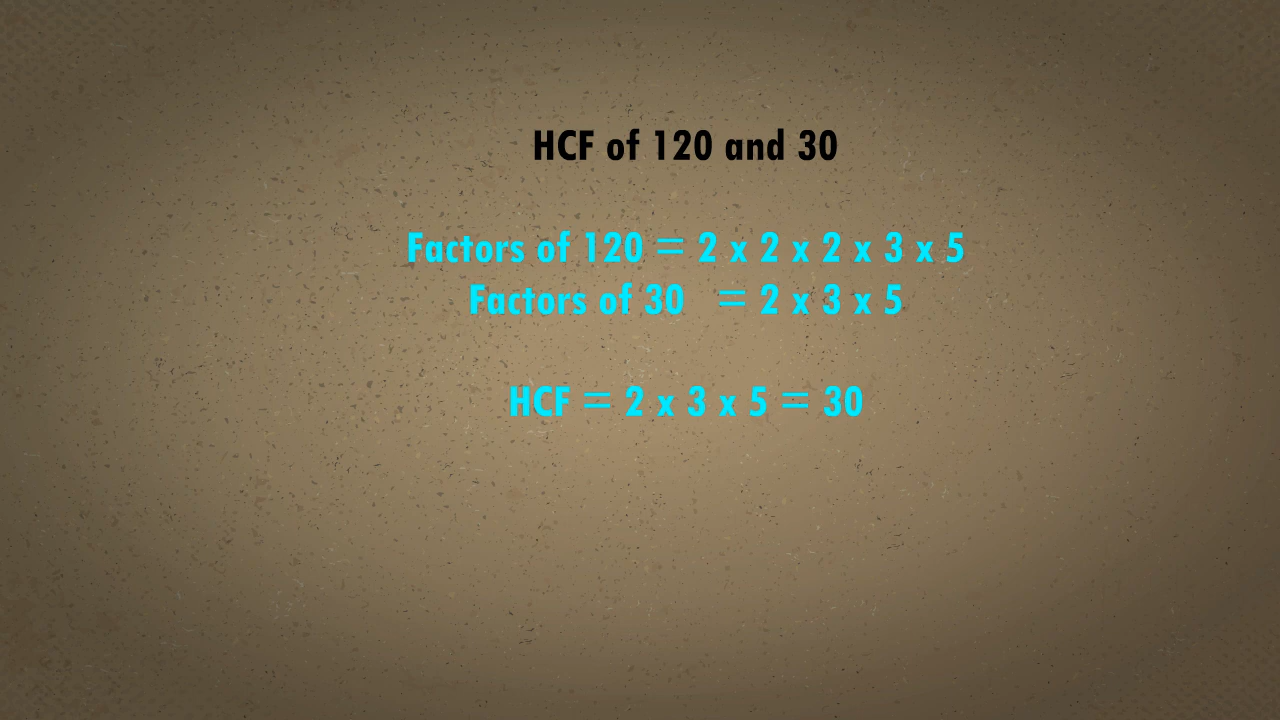 HCF of 120 and 30
Factors of 120 = 2 x 2 x 2 x 3 x 5
Factors of 30 = 2 x 3 x 5
HCF = 2 x 3 x 5 = 30